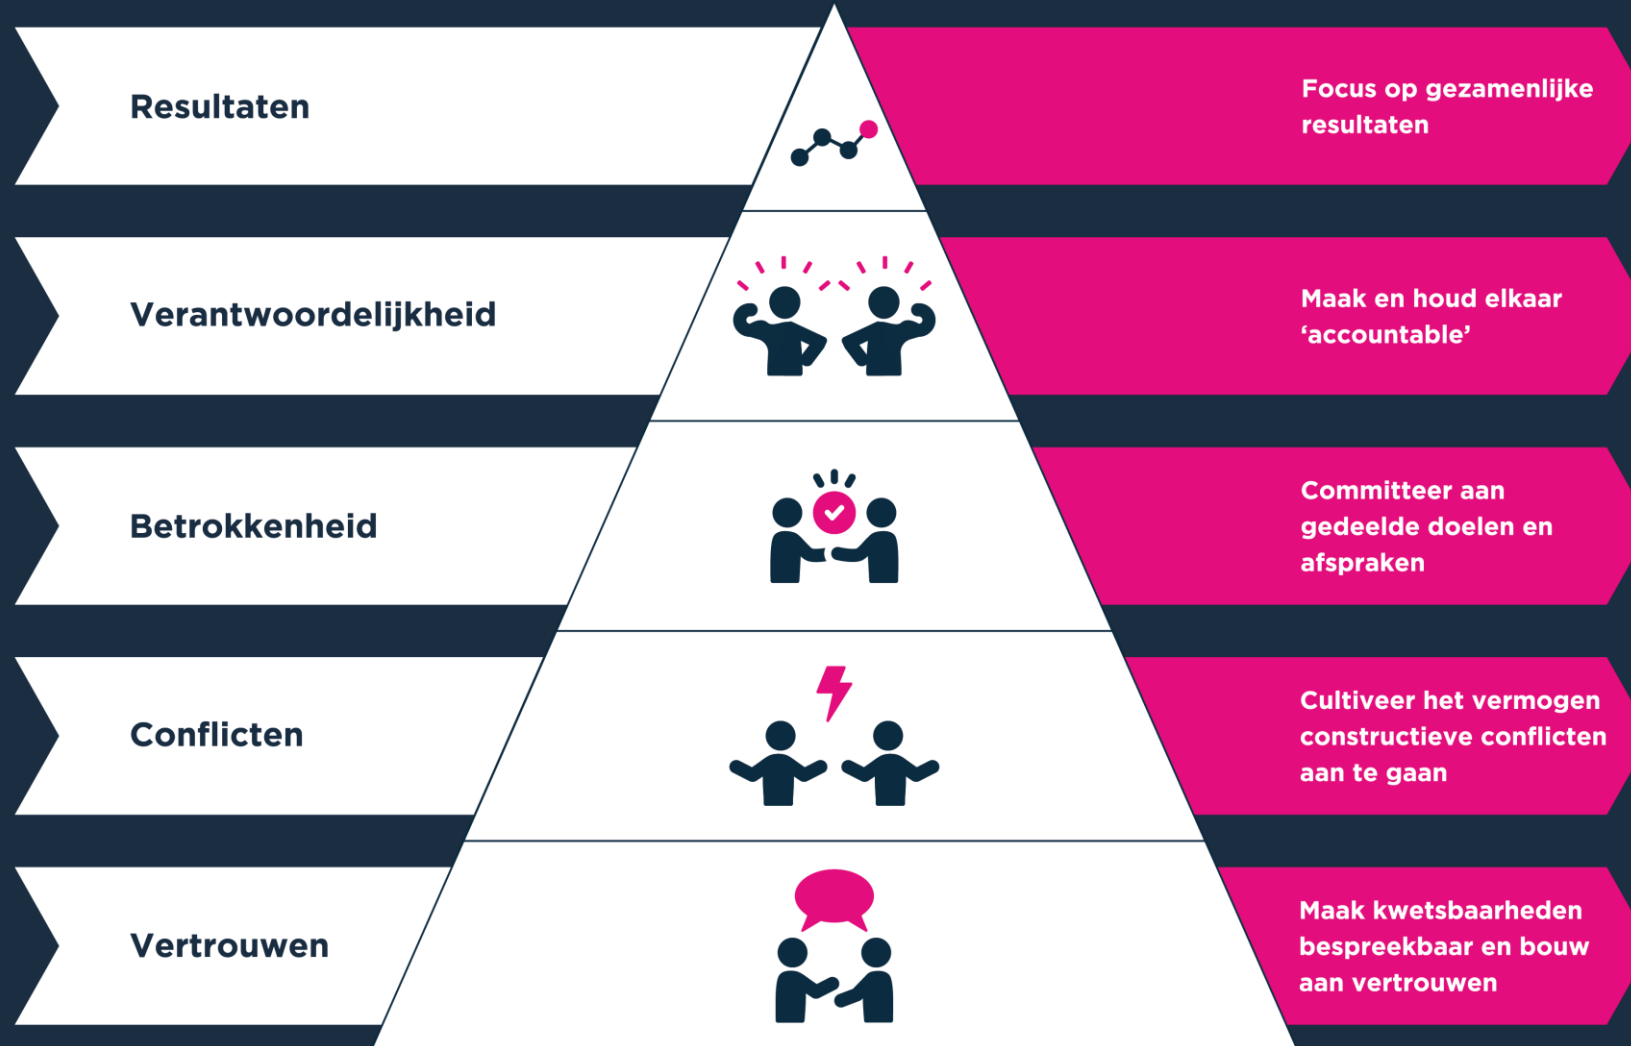 Resultaten
Focus op gezamenlijke
resultaten
Verantwoordelijkheid
Maak en houd elkaar
‘accountable’
Betrokkenheid
Committeer aan
gedeelde doelen en
afspraken
Conflicten
Cultiveer het vermogen
constructieve conflicten
aan te gaan
Vertrouwen
Maak kwetsbaarheden
bespreekbaar en bouw
aan vertrouwen